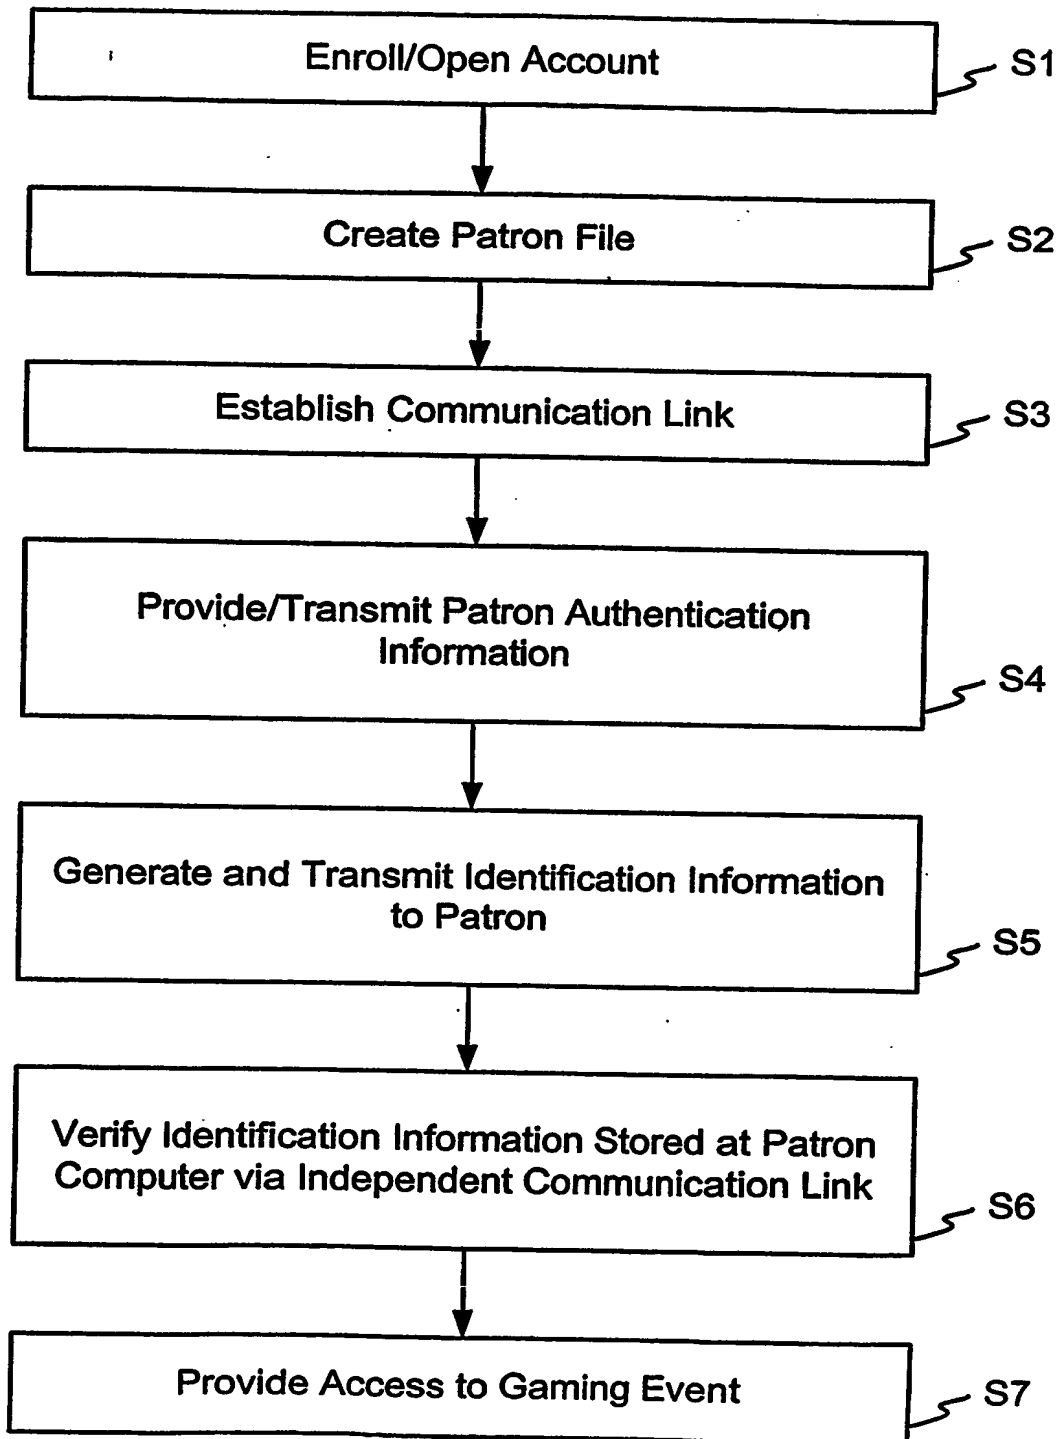 Enroll/Open Account
S1
Create Patron File
S2
Establish Communication Link
S3
Provide/Transmit Patron Authentication
Information
S4
Generate and Transmit Identification Information
to Patron
S5
Verify Identification Information Stored at Patron
Computer via Independent Communication Link
S6
Provide Access to Gaming Event
S7